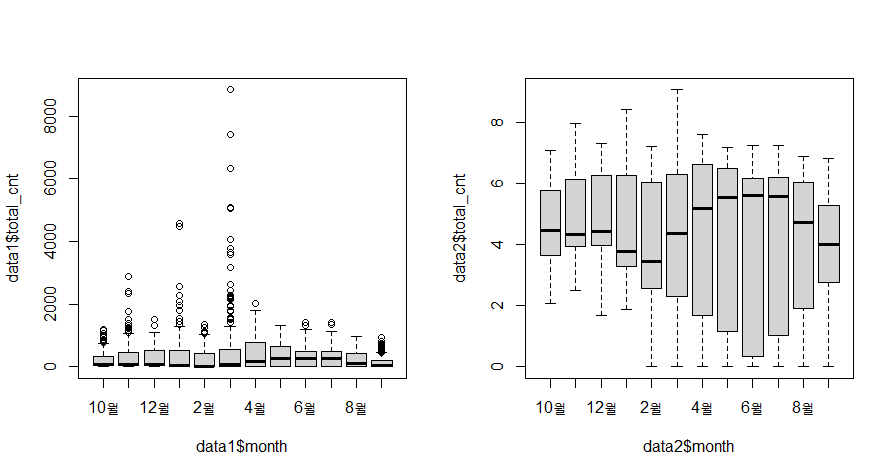 data1$total_cnt
8000
6000
4000
2000
0
10월 12월 2월 4월 6월 8월
data1$month
data2$total_cnt
8
6
4
2
0
10월 12월 2월 4월 6월 8월
data2$month